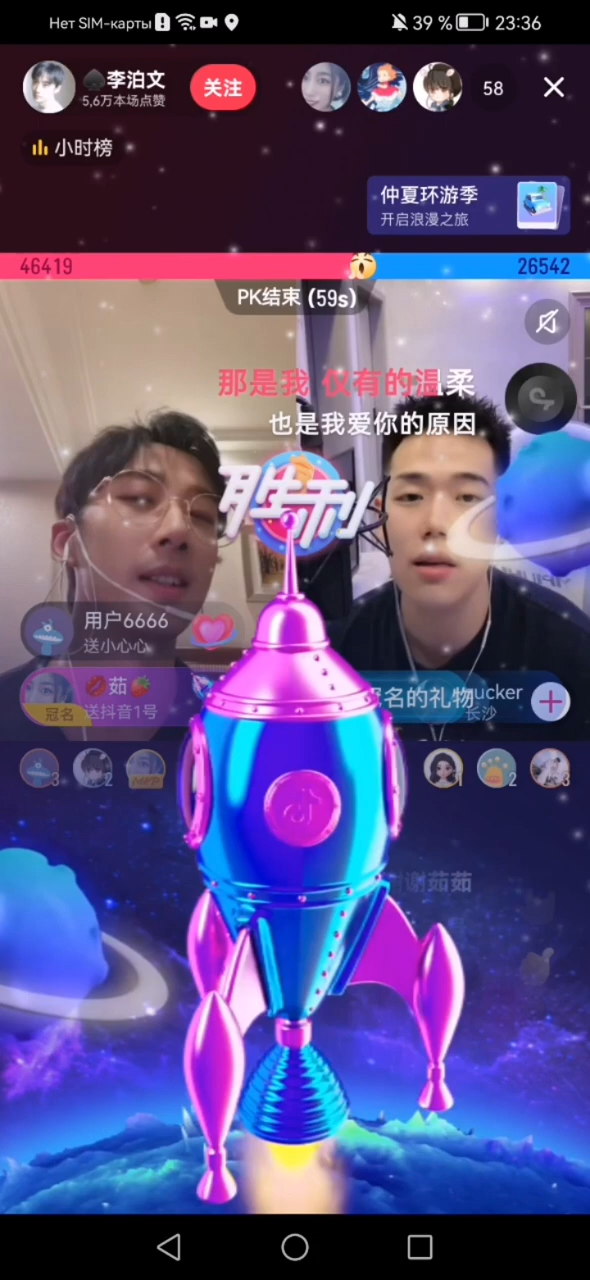 Нет SIM-карты 39 % 23:36
♠李泊文
5,6万本场点赞
关注
58
小时榜
仲夏环游季
开启浪漫之旅
46419 26542
PK结束 (59s)
那是我 仅有的温柔
也是我爱你的原因
胜利
用户6666
送小心心
茹
冠名
送抖音1号
冠名的礼物
ucker
长沙
3 2 1 2 3
谢茹茹